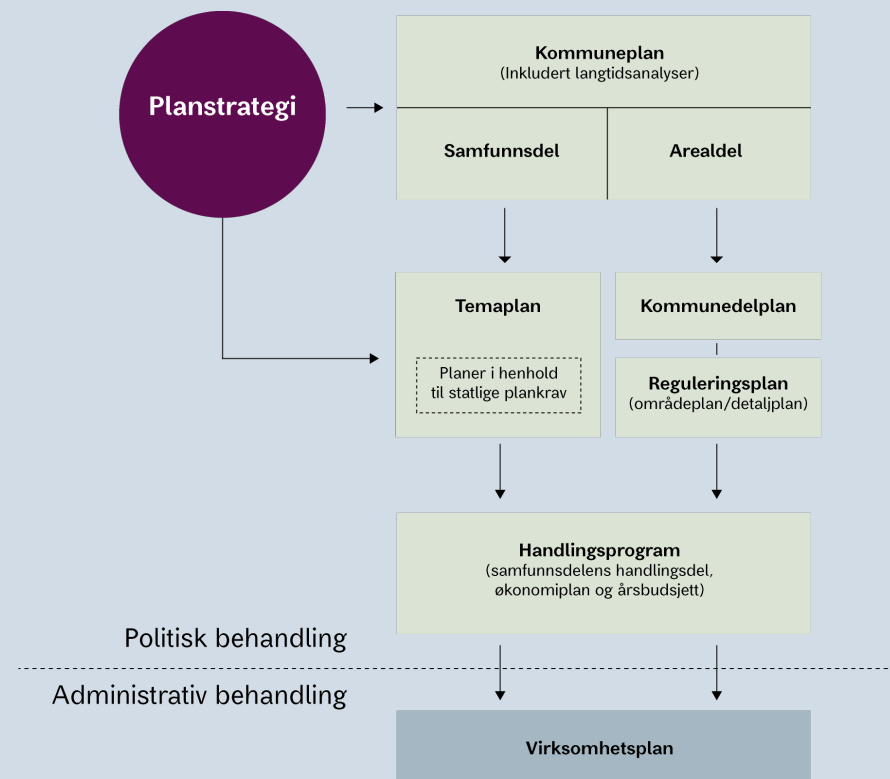 Planstrategi
Kommuneplan
(Inkludert langtidsanalyser)
Samfunnsdel
Arealdel
Temaplan
Planer i henhold
til statlige plankrav
Kommunedelplan
Reguleringsplan
(områdeplan/detaljplan)
Handlingsprogram
(samfunnsdelens handlingsdel,
økonomiplan og årsbudsjett)
Politisk behandling
Administrativ behandling
Virksomhetsplan